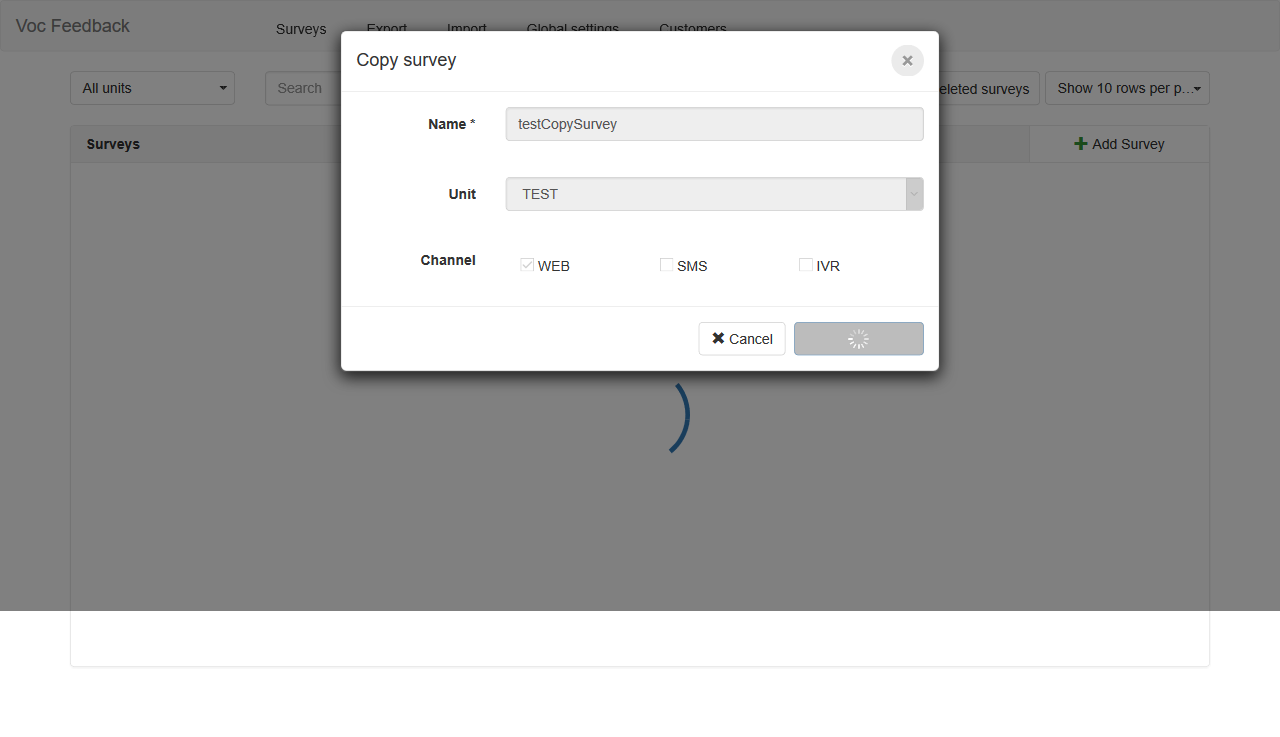 Voc Feedback
Surveys Export Import Global settings Customers
Copy survey
All units
Search
eleted surveys
Show 10 rows per p...
Name *
testCopySurvey
Surveys
Add Survey
Unit
TEST
Channel
WEB
SMS
IVR
Cancel